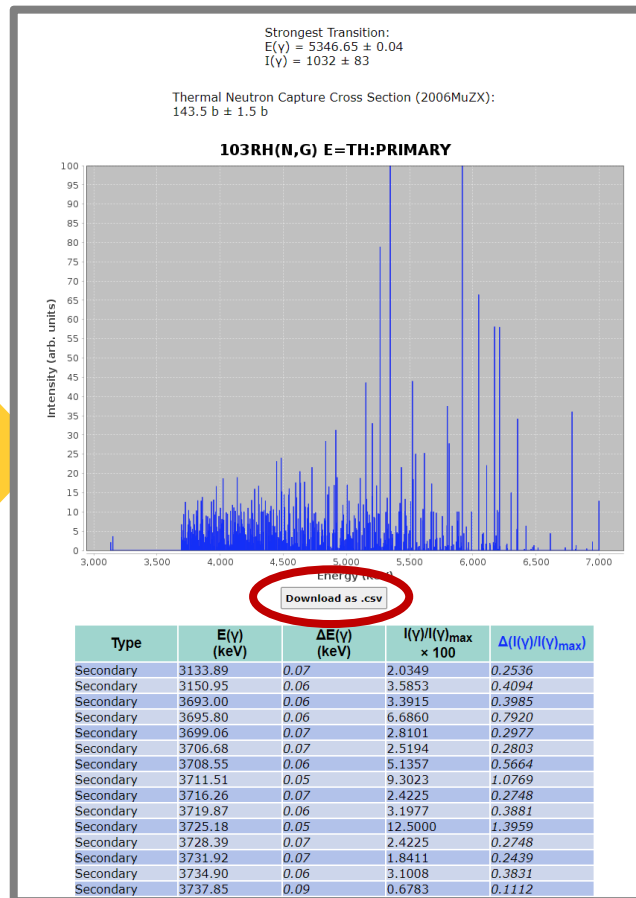 Strongest Transition:
E(γ) = 5346.65 ± 0.04
I(γ) = 1032 ± 83
Thermal Neutron Capture Cross Section (2006MuZX):
143.5 b ± 1.5 b
103RH(N,G) E=TH:PRIMARY
100
95
90
85
80
75
70
65
60
55
50
45
40
35
30
25
20
15
10
5
0
Intensity (arb. units)
3,000 3,500 4,000 4,500 5,000 5,500 6,000 6,500 7,000
Energy (keV)
Download as .csv
Type E(γ) (keV) ΔE(γ) (keV) I(γ)/I(γ)max × 100 Δ(I(γ)/I(γ)max)
Secondary 3133.89 0.07 2.0349 0.2536
Secondary 3150.95 0.06 3.5853 0.4094
Secondary 3693.00 0.06 3.3915 0.3985
Secondary 3695.80 0.06 6.6860 0.7920
Secondary 3699.06 0.07 2.8101 0.2977
Secondary 3706.68 0.07 2.5194 0.2803
Secondary 3708.55 0.06 5.1357 0.5664
Secondary 3711.51 0.05 9.3023 1.0769
Secondary 3716.26 0.07 2.4225 0.2748
Secondary 3719.87 0.06 3.1977 0.3881
Secondary 3725.18 0.05 12.5000 1.3959
Secondary 3728.39 0.07 2.4225 0.2748
Secondary 3731.92 0.07 1.8411 0.2439
Secondary 3734.90 0.06 3.1008 0.3831
Secondary 3737.85 0.09 0.6783 0.1112